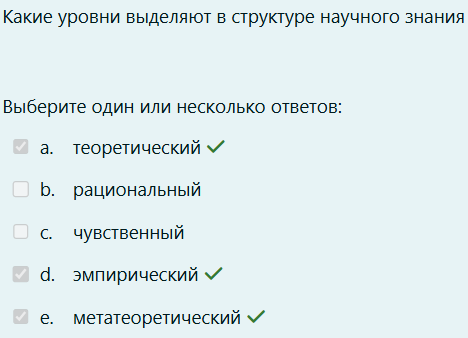 Какие уровни выделяют в структуре научного знания
Выберите один или несколько ответов:
a. теоретический
b. рациональный
c. чувственный
d. эмпирический
e. метатеоретический